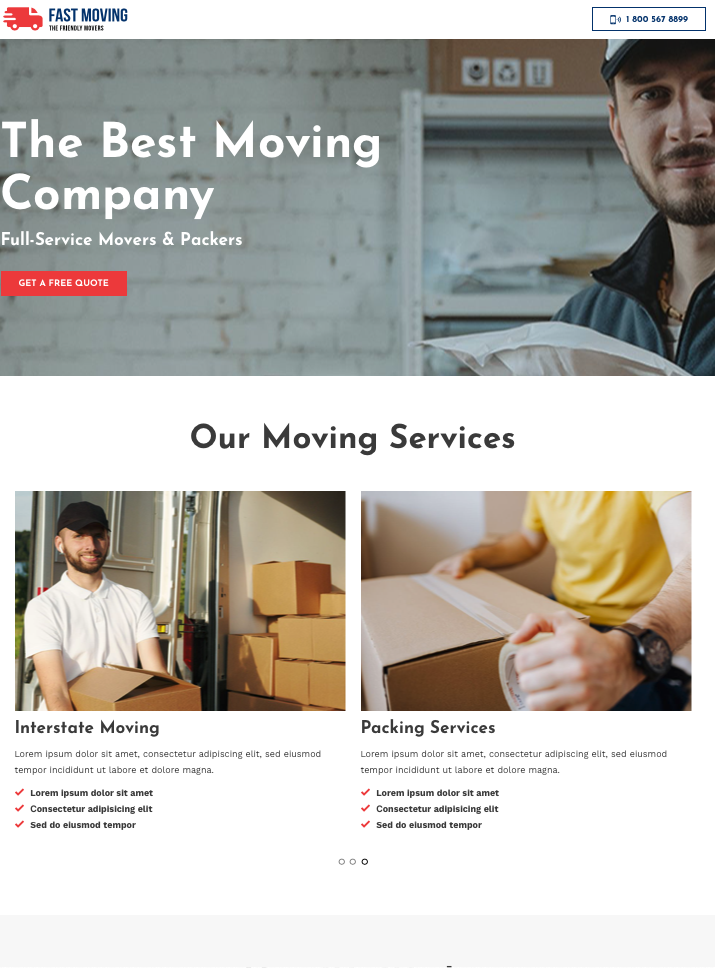 FAST MOVING
THE FRIENDLY MOVERS
1 800 567 8899
The Best Moving
Company
Full-Service Movers & Packers
GET A FREE QUOTE
Our Moving Services
Interstate Moving
Lorem ipsum dolor sit amet, consectetur adipiscing elit, sed eiusmod
tempor incididunt ut labore et dolore magna.
Lorem ipsum dolor sit amet
Consectetur adipisicing elit
Sed do eiusmod tempor
Packing Services
Lorem ipsum dolor sit amet, consectetur adipiscing elit, sed eiusmod
tempor incididunt ut labore et dolore magna.
Lorem ipsum dolor sit amet
Consectetur adipisicing elit
Sed do eiusmod tempor